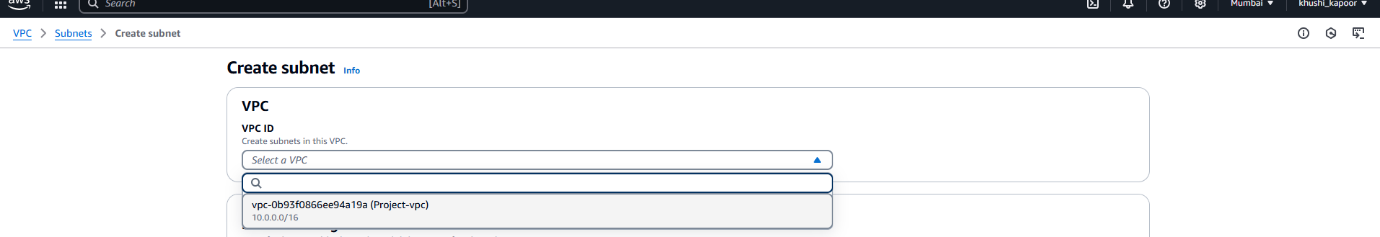 aws
Search
[Alt+S]
Mumbai ▼
khushi_kapoor ▼
VPC > Subnets > Create subnet
Create subnet Info
VPC
VPC ID
Create subnets in this VPC.
Select a VPC
vpc-0b93f0866ee94a19a (Project-vpc)
10.0.0.0/16